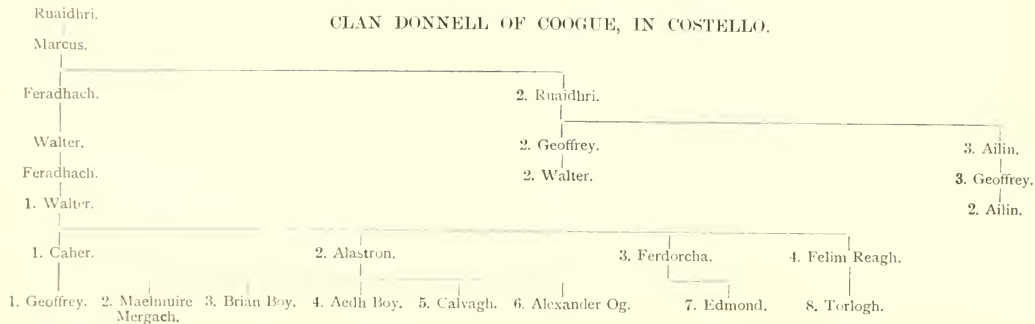 Ruaidhri.
CLAN DONNELL OF COOGUE, IN COSTELLO.
Marcus.
Feradhach. 2. Ruaidhri.
Walter. 2. Geoffrey. 3. Ailin.
Feradhach. 2. Walter. 3. Geoffrey.
1. Walter. 2. Ailin.
1. Caher. 2. Alastron. 3. Ferdorcha. 4. Felim Reagh.
1. Geoffrey. 2. Maelmuire 3. Brian Boy. 4. Aedh Boy. 5. Calvagh. 6. Alexander Og. 7. Edmond. 8. Torlogh.
Mergach.